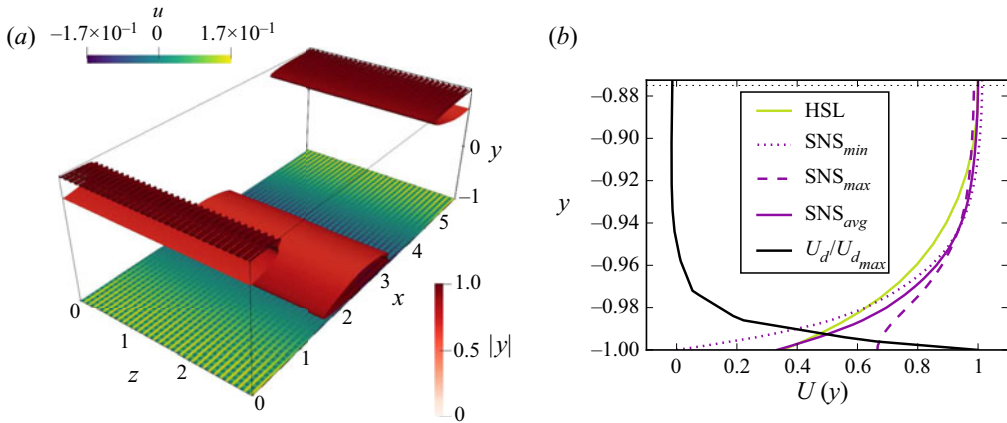 (a)
u
−1.7×10⁻¹ 0 1.7×10⁻¹
0 y
−1
5
4
3
x
2
1
0
0
1
2
z
1.0
0.5 |y|
0
(b)
y
−0.88
−0.90
−0.92
−0.94
−0.96
−0.98
−1.00
HSL
SNSmin
SNSmax
SNSavg
Ud/Udmax
0 0.2 0.4 0.6 0.8 1
U (y)